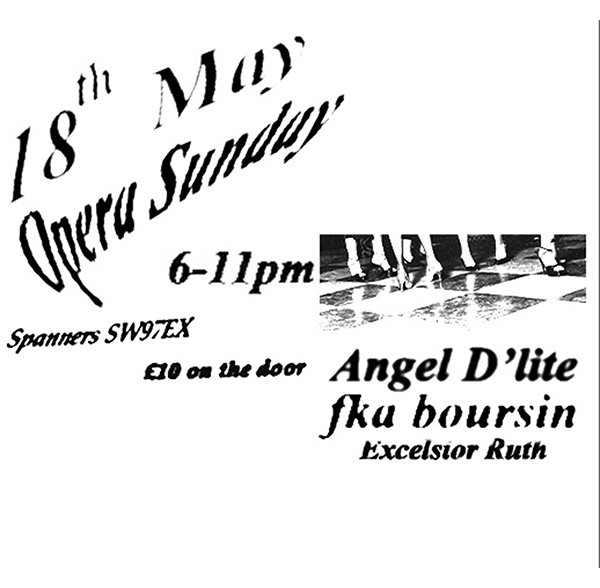 18th May
Opera Sunday
6-11pm
Spanners SW97EX
£10 on the door
Angel D'lite
fka boursin
Excelsior Ruth